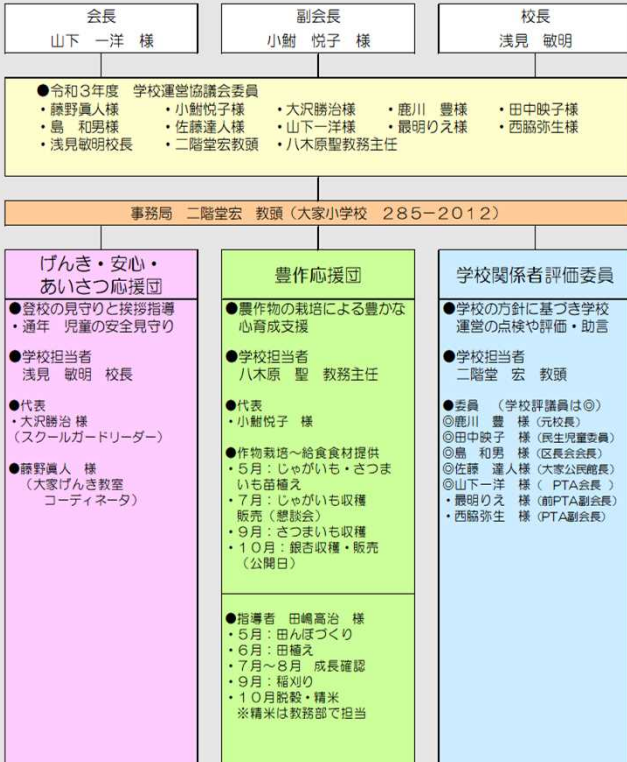 会長
山下　一洋　様
副会長
小鮒　悦子　様
校長
浅見　敏明
●令和３年度　学校運営協議会委員
・藤野眞人様　・小鮒悦子様　・大沢勝治様　・鹿川　豊様　・田中映子様
・島　和男様　・佐藤達人様　・山下一洋様　・最明りえ様　・西脇弥生様
・浅見敏明校長　・二階堂宏教頭　・八木原聖教務主任
事務局　二階堂宏　教頭（大家小学校　２８５－２０１２）
げんき・安心・
あいさつ応援団
●登校の見守りと挨拶指導
・通年　児童の安全見守り
●学校担当者
浅見　敏明　校長
●代表
・大沢勝治 様
（スクールガードリーダー）
●藤野眞人　様
（大家げんき教室
コーディネータ）
豊作応援団
●農作物の栽培による豊かな
心育成支援
●学校担当者
八木原　聖　教務主任
●代表
・小鮒悦子　様
●作物栽培～給食食材提供
・５月：じゃがいも・さつま
いも苗植え
・７月：じゃがいも収穫
販売（懇談会）
・９月：さつまいも収穫
・１０月：銀杏収穫・販売
（公開日）
●指導者　田嶋高治　様
・５月：田んぼづくり
・６月：田植え
・７月～８月　成長確認
・９月：稲刈り
・１０月脱穀・精米
※精米は教務部で担当
学校関係者評価委員
●学校の方針に基づき学校
運営の点検や評価・助言
●学校担当者
二階堂　宏　教頭
●委員　（学校評議員は◎）
◎鹿川　豊　様（元校長）
◎田中映子　様（民生児童委員）
◎島　和男　様（区長会会長）
◎佐藤　達人様（大家公民館長）
◎山下一洋　様（　PTA会長　）
・最明りえ　様（前PTA副会長）
・西脇弥生　様（PTA副会長）